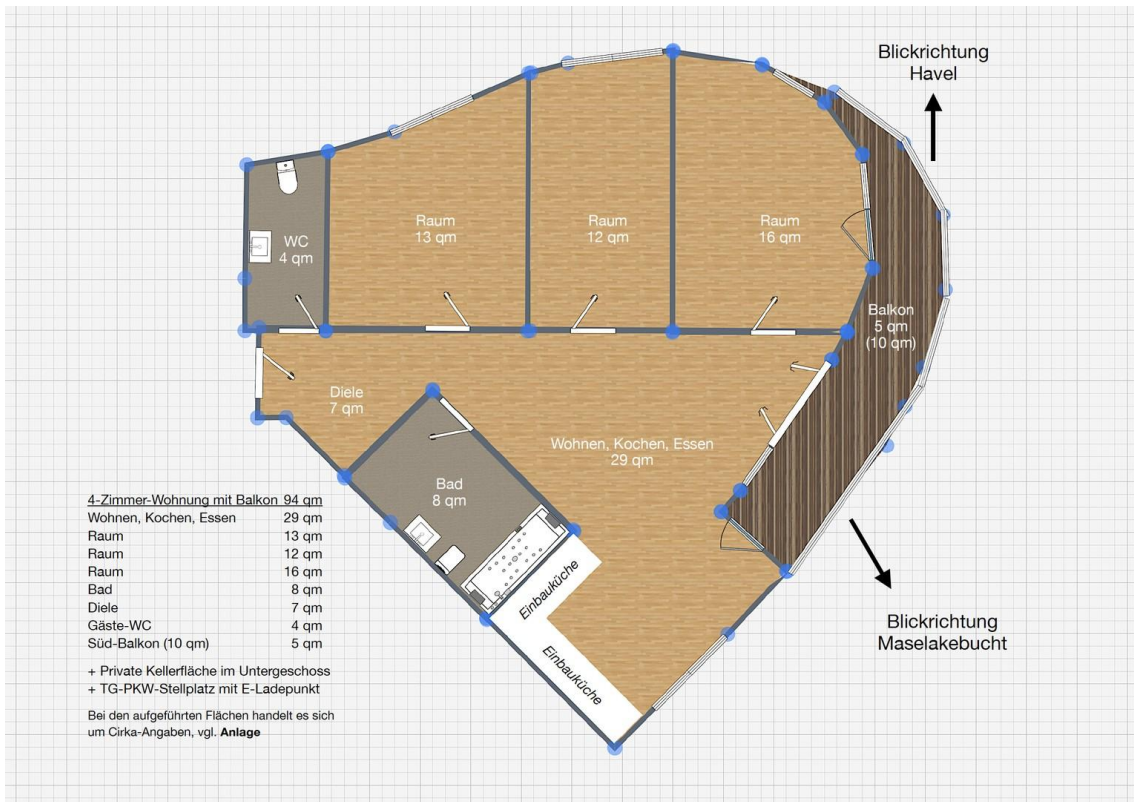 Blickrichtung
Havel
WC
4 qm
Raum
13 qm
Raum
12 qm
Raum
16 qm
Balkon
5 qm
(10 qm)
Diele
7 qm
Wohnen, Kochen, Essen
29 qm
Bad
8 qm
Einbauküche
Einbauküche
Blickrichtung
Maselakebucht
4-Zimmer-Wohnung mit Balkon 94 qm
Wohnen, Kochen, Essen 29 qm
Raum 13 qm
Raum 12 qm
Raum 16 qm
Bad 8 qm
Diele 7 qm
Gäste-WC 4 qm
Süd-Balkon (10 qm) 5 qm
+ Private Kellerfläche im Untergeschoss
+ TG-PKW-Stellplatz mit E-Ladepunkt
Bei den aufgeführten Flächen handelt es sich
um Cirka-Angaben, vgl. Anlage